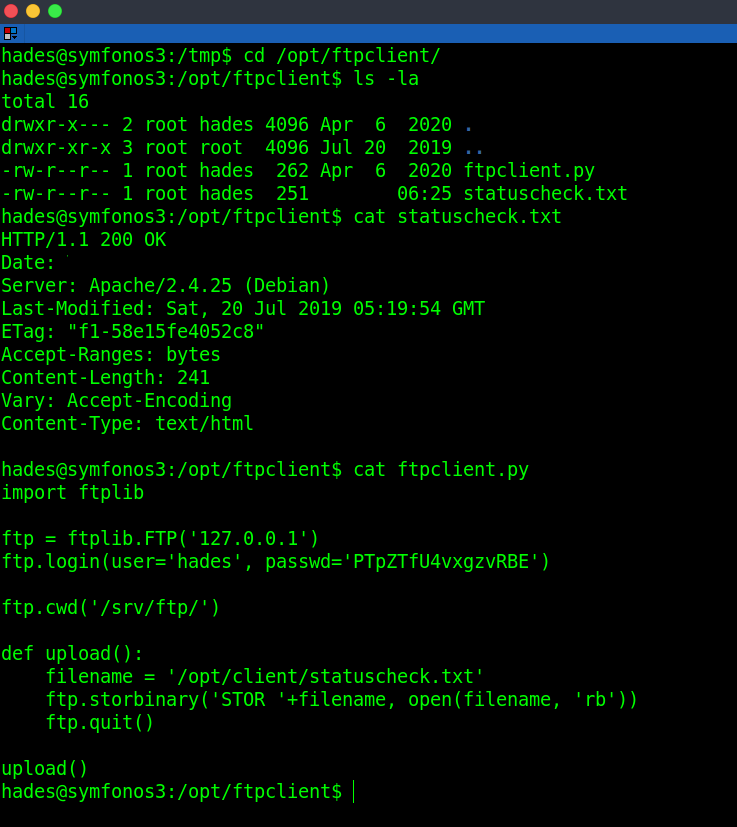 hades@symfonos3:/tmp$ cd /opt/ftpclient/
hades@symfonos3:/opt/ftpclient$ ls -la
total 16
drwxr-x--- 2 root hades 4096 Apr  6  2020 .
drwxr-xr-x 3 root root  4096 Jul 20  2019 ..
-rw-r--r-- 1 root hades  262 Apr  6  2020 ftpclient.py
-rw-r--r-- 1 root hades  251        06:25 statuscheck.txt
hades@symfonos3:/opt/ftpclient$ cat statuscheck.txt
HTTP/1.1 200 OK
Date:
Server: Apache/2.4.25 (Debian)
Last-Modified: Sat, 20 Jul 2019 05:19:54 GMT
ETag: "f1-58e15fe4052c8"
Accept-Ranges: bytes
Content-Length: 241
Vary: Accept-Encoding
Content-Type: text/html

hades@symfonos3:/opt/ftpclient$ cat ftpclient.py
import ftplib

ftp = ftplib.FTP('127.0.0.1')
ftp.login(user='hades', passwd='PTpZTfU4vxgzvRBE')

ftp.cwd('/srv/ftp/')

def upload():
    filename = '/opt/client/statuscheck.txt'
    ftp.storbinary('STOR '+filename, open(filename, 'rb'))
    ftp.quit()

upload()
hades@symfonos3:/opt/ftpclient$